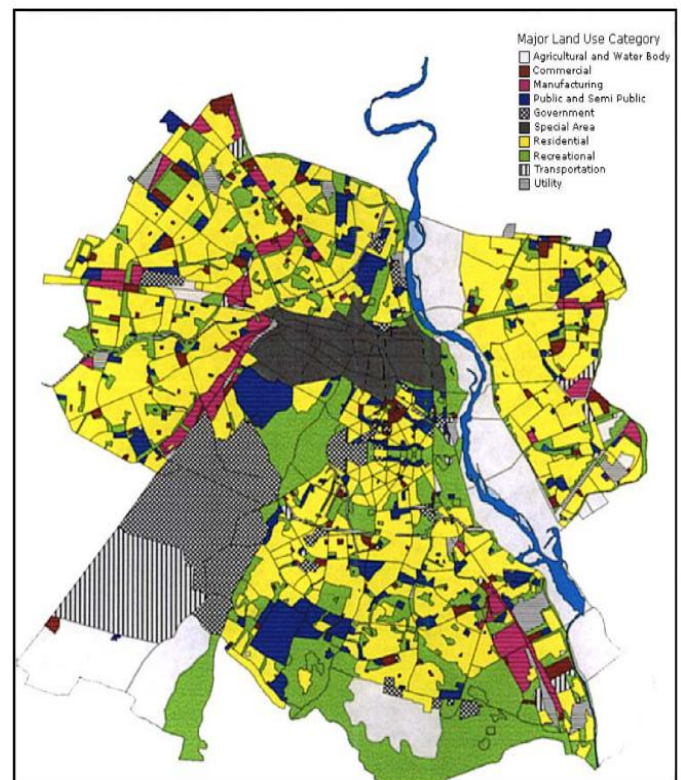 Major Land Use Category
Agricultural and Water Body
Commercial
Manufacturing
Public and Semi Public
Government
Special Area
Residential
Recreational
Transportation
Utility